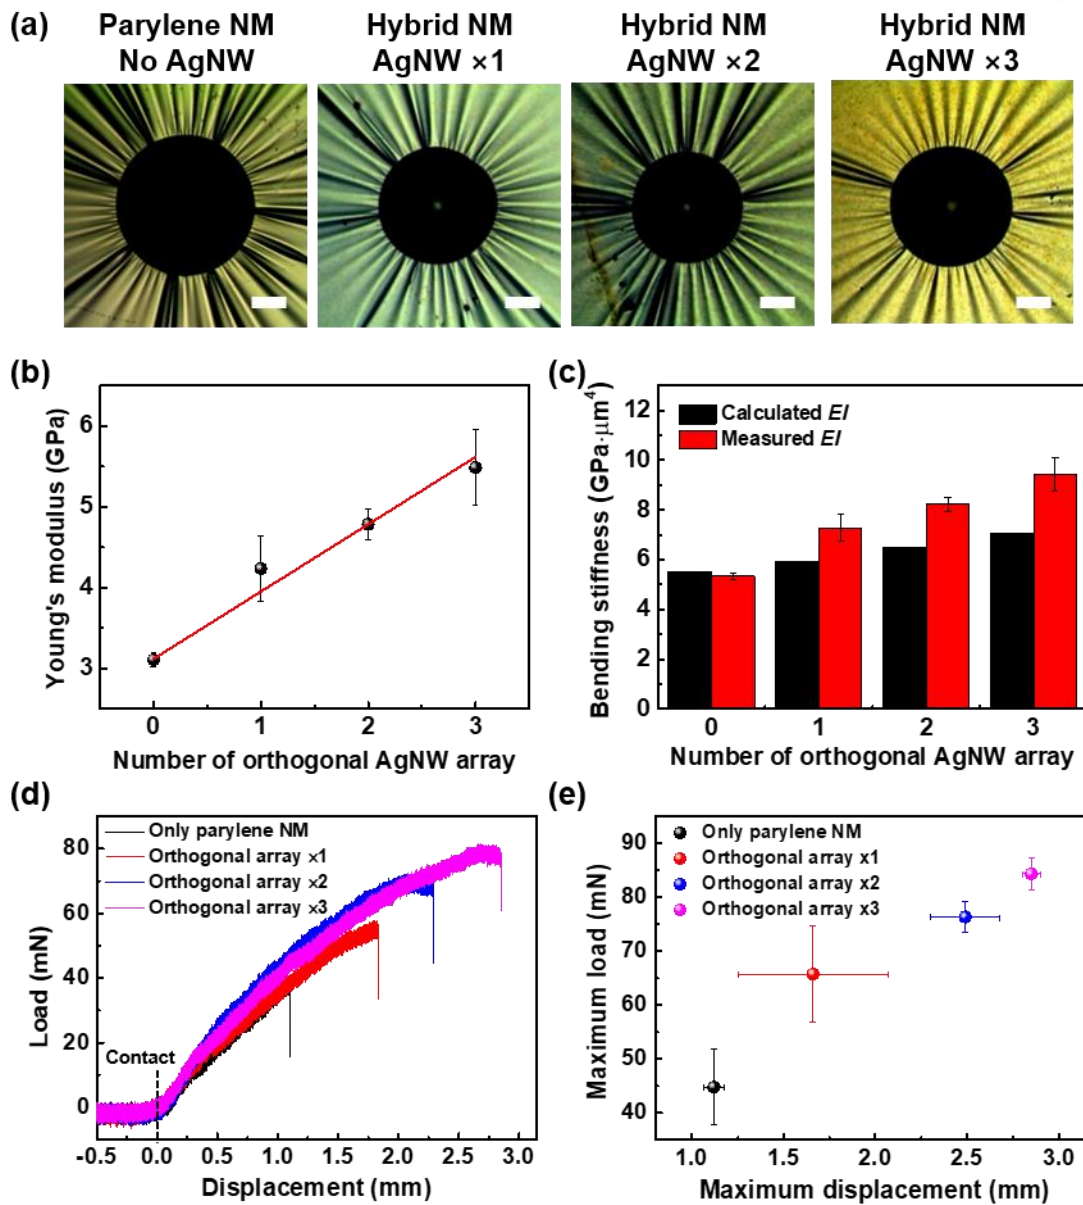 (a)
Parylene NM
No AgNW
Hybrid NM
AgNW ×1
Hybrid NM
AgNW ×2
Hybrid NM
AgNW ×3
(b)
Young's modulus (GPa)
6
5
4
3
0 1 2 3
Number of orthogonal AgNW array
(c)
Bending stiffness (GPa·μm⁴)
12
10
8
6
4
2
0
Calculated EI
Measured EI
0 1 2 3
Number of orthogonal AgNW array
(d)
Load (mN)
80
60
40
20
0
Only parylene NM
Orthogonal array ×1
Orthogonal array ×2
Orthogonal array ×3
Contact
-0.5 0.0 0.5 1.0 1.5 2.0 2.5 3.0
Displacement (mm)
(e)
Maximum load (mN)
90
80
70
60
50
40
Only parylene NM
Orthogonal array x1
Orthogonal array x2
Orthogonal array x3
1.0 1.5 2.0 2.5 3.0
Maximum displacement (mm)